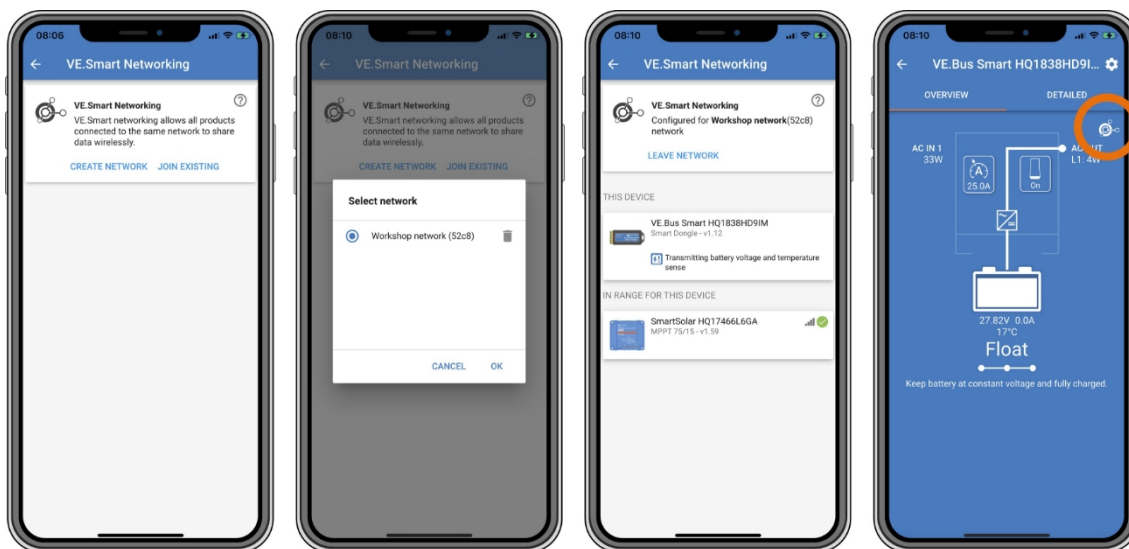 08:06
VE.Smart Networking
VE.Smart Networking
VE.Smart networking allows all products
connected to the same network to share
data wirelessly.
CREATE NETWORK JOIN EXISTING
08:10
VE.Smart Networking
VE.Smart Networking
VE.Smart networking allows all products
connected to the same network to share
data wirelessly.
CREATE NETWORK JOIN EXISTING
Select network
Workshop network (52c8)
CANCEL OK
08:10
VE.Smart Networking
VE.Smart Networking
Configured for Workshop network(52c8)
network
LEAVE NETWORK
THIS DEVICE
VE.Bus Smart HQ1838HD9IM
Smart Dongle - v1.12
Transmitting battery voltage and temperature
sense
IN RANGE FOR THIS DEVICE
SmartSolar HQ17466L6GA
MPPT 75/15 - v1.59
08:10
VE.Bus Smart HQ1838HD9I...
OVERVIEW DETAILED
AC IN 1
33W
AC OUT
L1: 4W
25.0A
On
27.82V 0.0A
17°C
Float
Keep battery at constant voltage and fully charged.